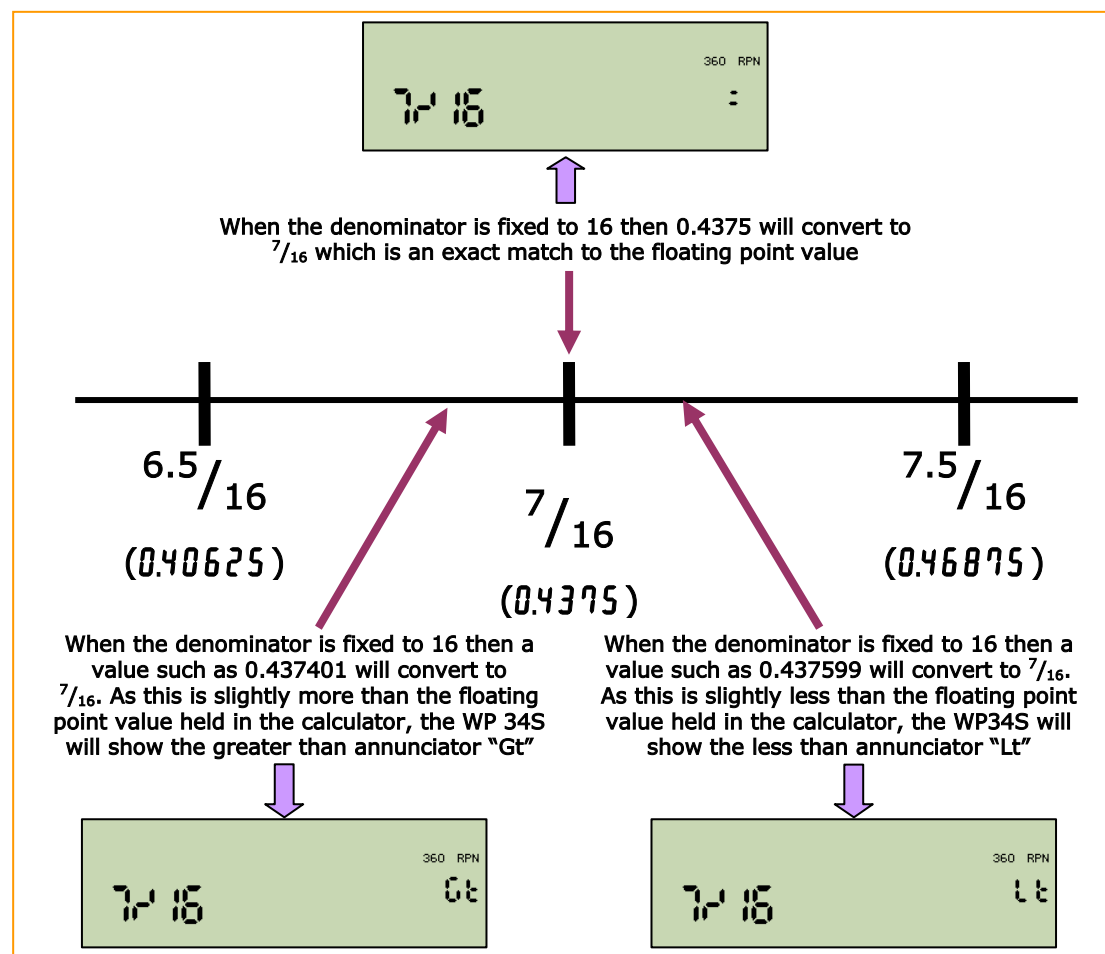 360 RPN
7/16 =
When the denominator is fixed to 16 then 0.4375 will convert to
7/16 which is an exact match to the floating point value
6.5/16
7/16
7.5/16
(0.40625)
(0.4375)
(0.46875)
When the denominator is fixed to 16 then a
value such as 0.437401 will convert to
7/16. As this is slightly more than the floating
point value held in the calculator, the WP 34S
will show the greater than annunciator “Gt”
When the denominator is fixed to 16 then a
value such as 0.437599 will convert to 7/16.
As this is slightly less than the floating point
value held in the calculator, the WP34S will
show the less than annunciator “Lt”
360 RPN
7/16 Gt
360 RPN
7/16 Lt